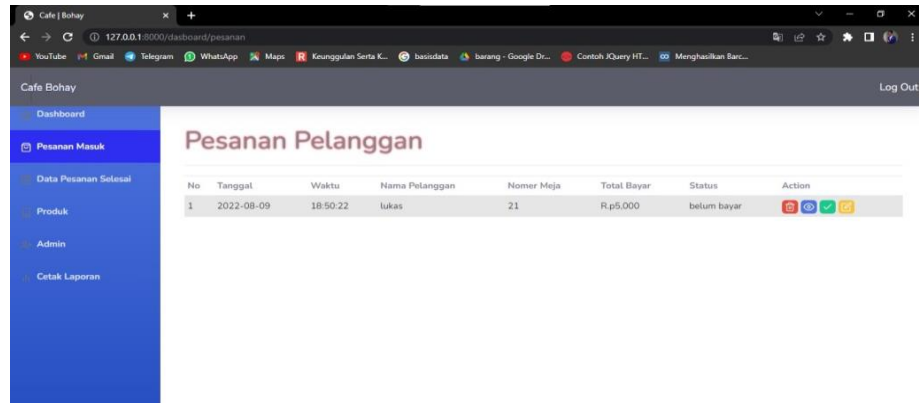 Cafe | Bohay
127.0.0.1:8000/dasboard/pesanan
YouTube Gmail Telegram WhatsApp Maps Keunggulan Serta K... basisdata barang - Google Dr... Contoh JQuery HT... Menghasilkan Barc...
Cafe Bohay Log Out
Dashboard
Pesanan Masuk
Data Pesanan Selesai
Produk
Admin
Cetak Laporan
Pesanan Pelanggan
No Tanggal Waktu Nama Pelanggan Nomer Meja Total Bayar Status Action
1 2022-08-09 18:50:22 lukas 21 R.p5.000 belum bayar